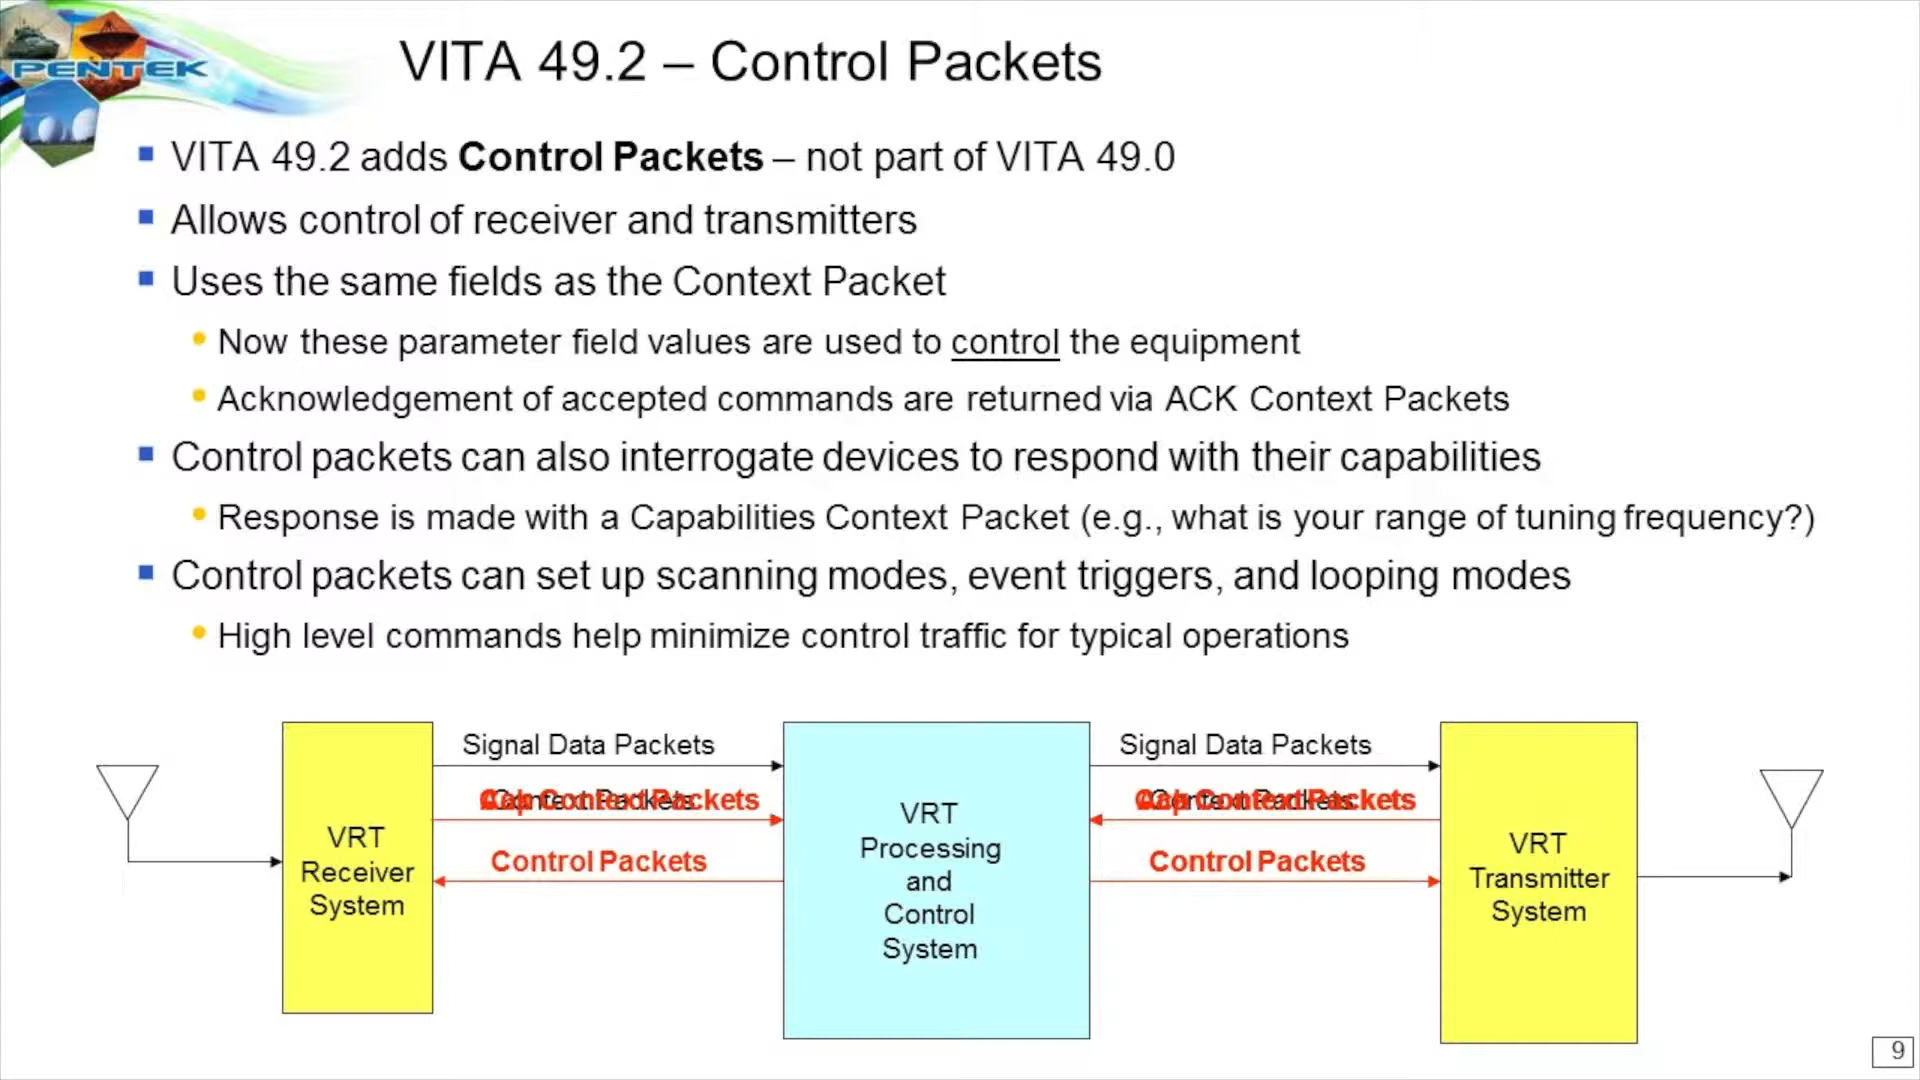 PENTEK
VITA 49.2 – Control Packets
VITA 49.2 adds Control Packets – not part of VITA 49.0
Allows control of receiver and transmitters
Uses the same fields as the Context Packet
Now these parameter field values are used to control the equipment
Acknowledgement of accepted commands are returned via ACK Context Packets
Control packets can also interrogate devices to respond with their capabilities
Response is made with a Capabilities Context Packet (e.g., what is your range of tuning frequency?)
Control packets can set up scanning modes, event triggers, and looping modes
High level commands help minimize control traffic for typical operations
VRT
Receiver
System
Signal Data Packets
Context Packets
Control Packets
VRT
Processing
and
Control
System
Signal Data Packets
Context Packets
Control Packets
VRT
Transmitter
System
9